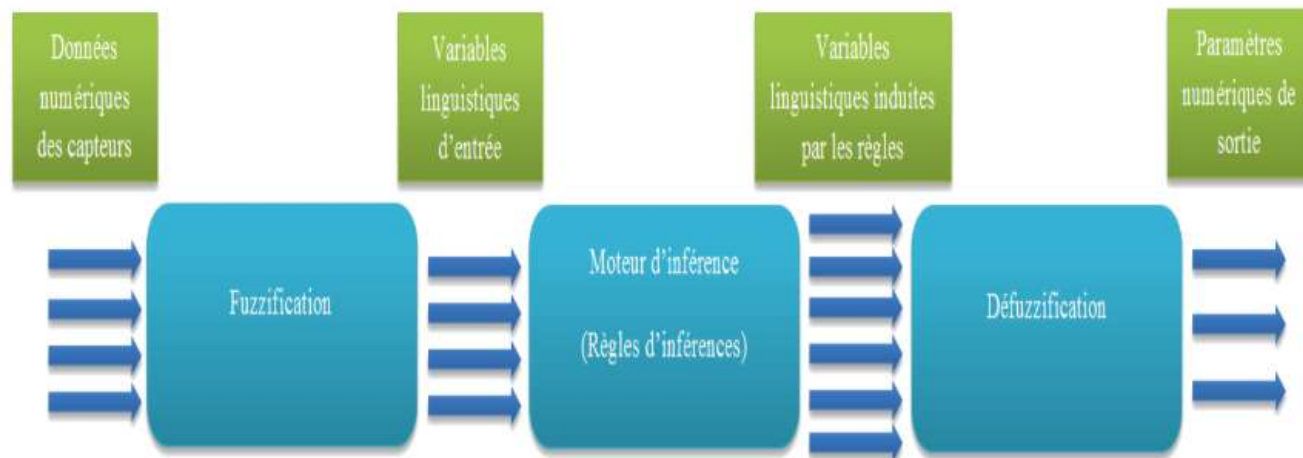 Données
numériques
des capteurs
Variables
linguistiques
d'entrée
Variables
linguistiques induites
par les règles
Paramètres
numériques de
sortie
Fuzzification
Moteur d'inférence
(Règles d'inférences)
Défuzzification